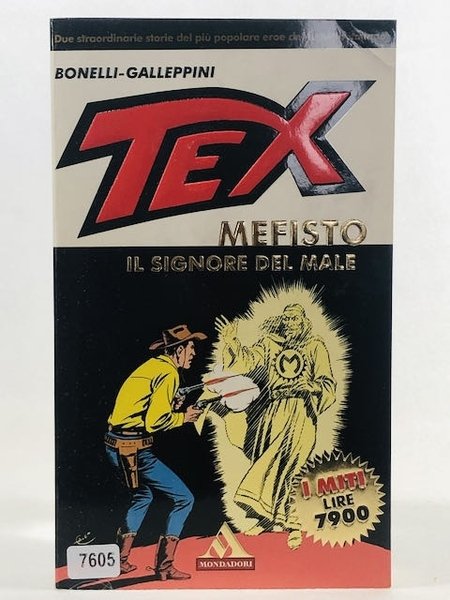 Due straordinarie storie del più popolare eroe
BONELLI-GALLEPPINI
TEX
MEFISTO
IL SIGNORE DEL MALE
M
I MITI
LIRE
7900
7605
MONDADORI